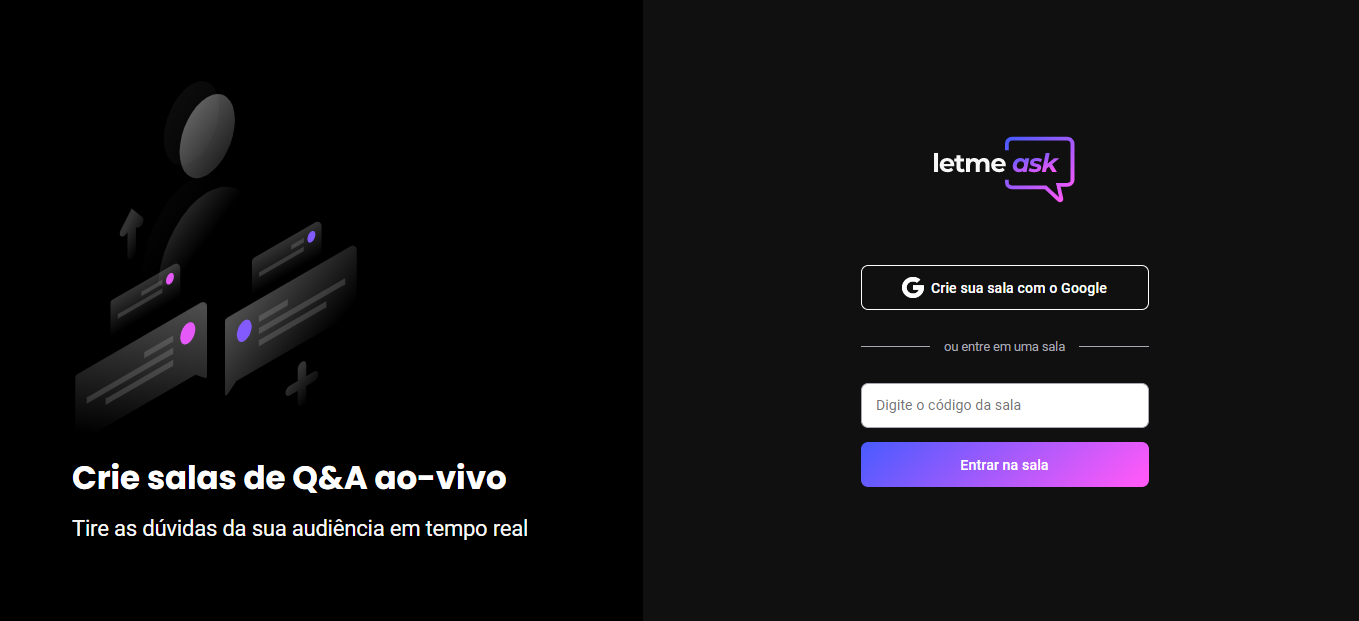 Crie salas de Q&A ao-vivo
Tire as dúvidas da sua audiência em tempo real
letme ask
Crie sua sala com o Google
ou entre em uma sala
Digite o código da sala
Entrar na sala